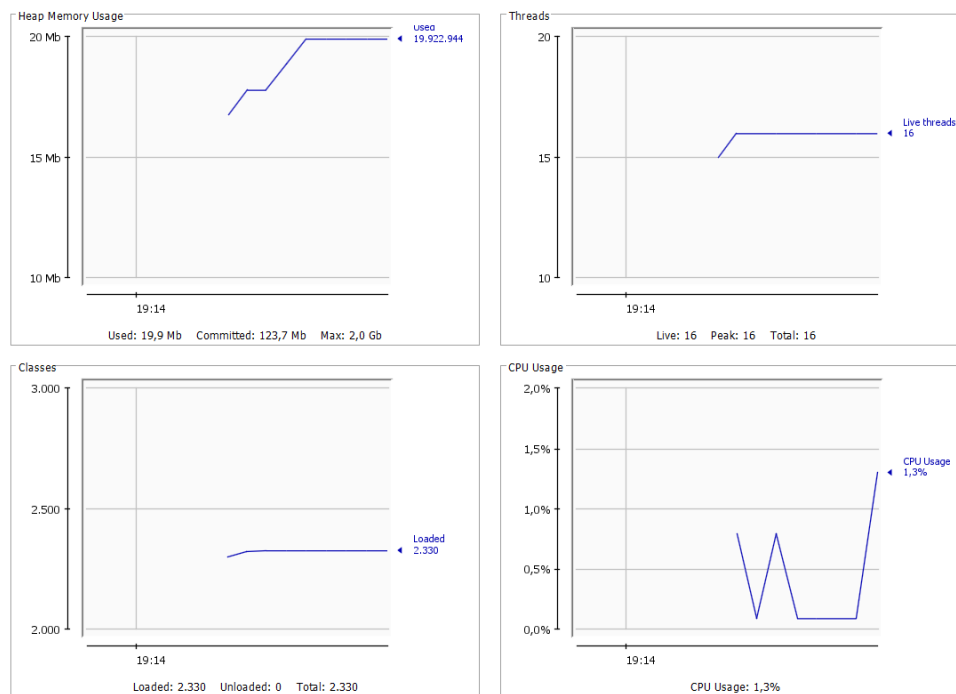 Heap Memory Usage
20 Mb
15 Mb
10 Mb
Used
19.922.944
19:14
Used: 19,9 Mb Committed: 123,7 Mb Max: 2,0 Gb
Threads
20
15
10
Live threads
16
19:14
Live: 16 Peak: 16 Total: 16
Classes
3.000
2.500
2.000
Loaded
2.330
19:14
Loaded: 2.330 Unloaded: 0 Total: 2.330
CPU Usage
2,0%
1,5%
1,0%
0,5%
0,0%
CPU Usage
1,3%
19:14
CPU Usage: 1,3%